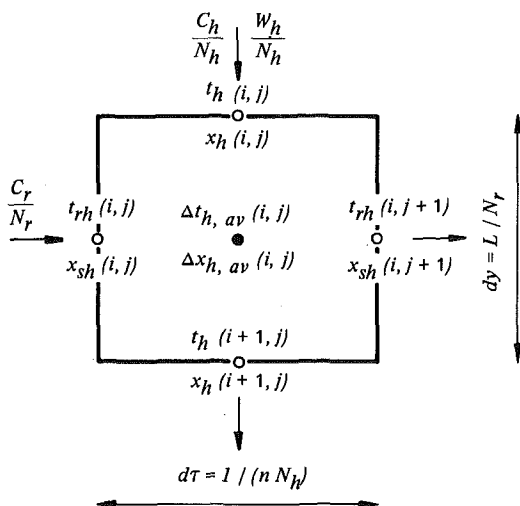 C_h / N_h    W_h / N_h
t_h (i, j)
x_h (i, j)
C_r / N_r
t_rh (i, j)
x_sh (i, j)
Δt_h, av (i, j)
Δx_h, av (i, j)
t_rh (i, j + 1)
x_sh (i, j + 1)
dy = L / N_r
t_h (i + 1, j)
x_h (i + 1, j)
dτ = 1 / (n N_h)